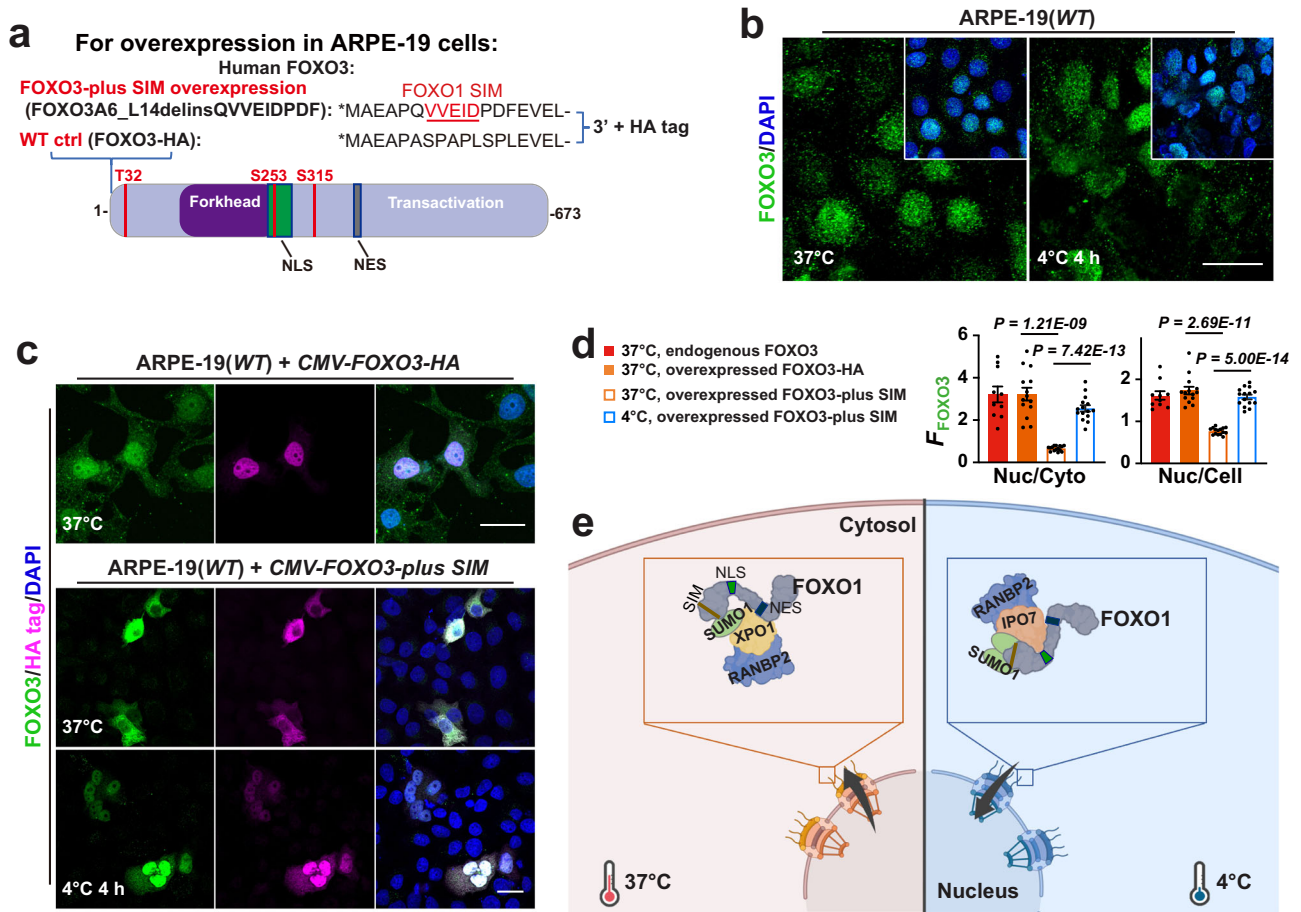 a
For overexpression in ARPE-19 cells:
Human FOXO3:
FOXO3-plus SIM overexpression
FOXO1 SIM
(FOXO3A6_L14delinsQVVEIDPDF): *MAEAPQVVEIDPDFEVEL-
3' + HA tag
WT ctrl (FOXO3-HA): *MAEAPASPAPLSPLEVEL-
T32 S253 S315
1- Forkhead Transactivation -673
NLS NES
b
ARPE-19(WT)
FOXO3/DAPI
37°C 4°C 4 h
c
ARPE-19(WT) + CMV-FOXO3-HA
37°C
ARPE-19(WT) + CMV-FOXO3-plus SIM
FOXO3/HA tag/DAPI
37°C
4°C 4 h
d
37°C, endogenous FOXO3
37°C, overexpressed FOXO3-HA
37°C, overexpressed FOXO3-plus SIM
4°C, overexpressed FOXO3-plus SIM
P = 1.21E-09
P = 7.42E-13
F FOXO3
6
4
2
0
Nuc/Cyto
P = 2.69E-11
P = 5.00E-14
2
1
0
Nuc/Cell
e
Cytosol
NLS
SIM
FOXO1
NES
SUMO1
XPO1
RANBP2
RANBP2
IPO7
FOXO1
SUMO1
37°C
Nucleus
4°C